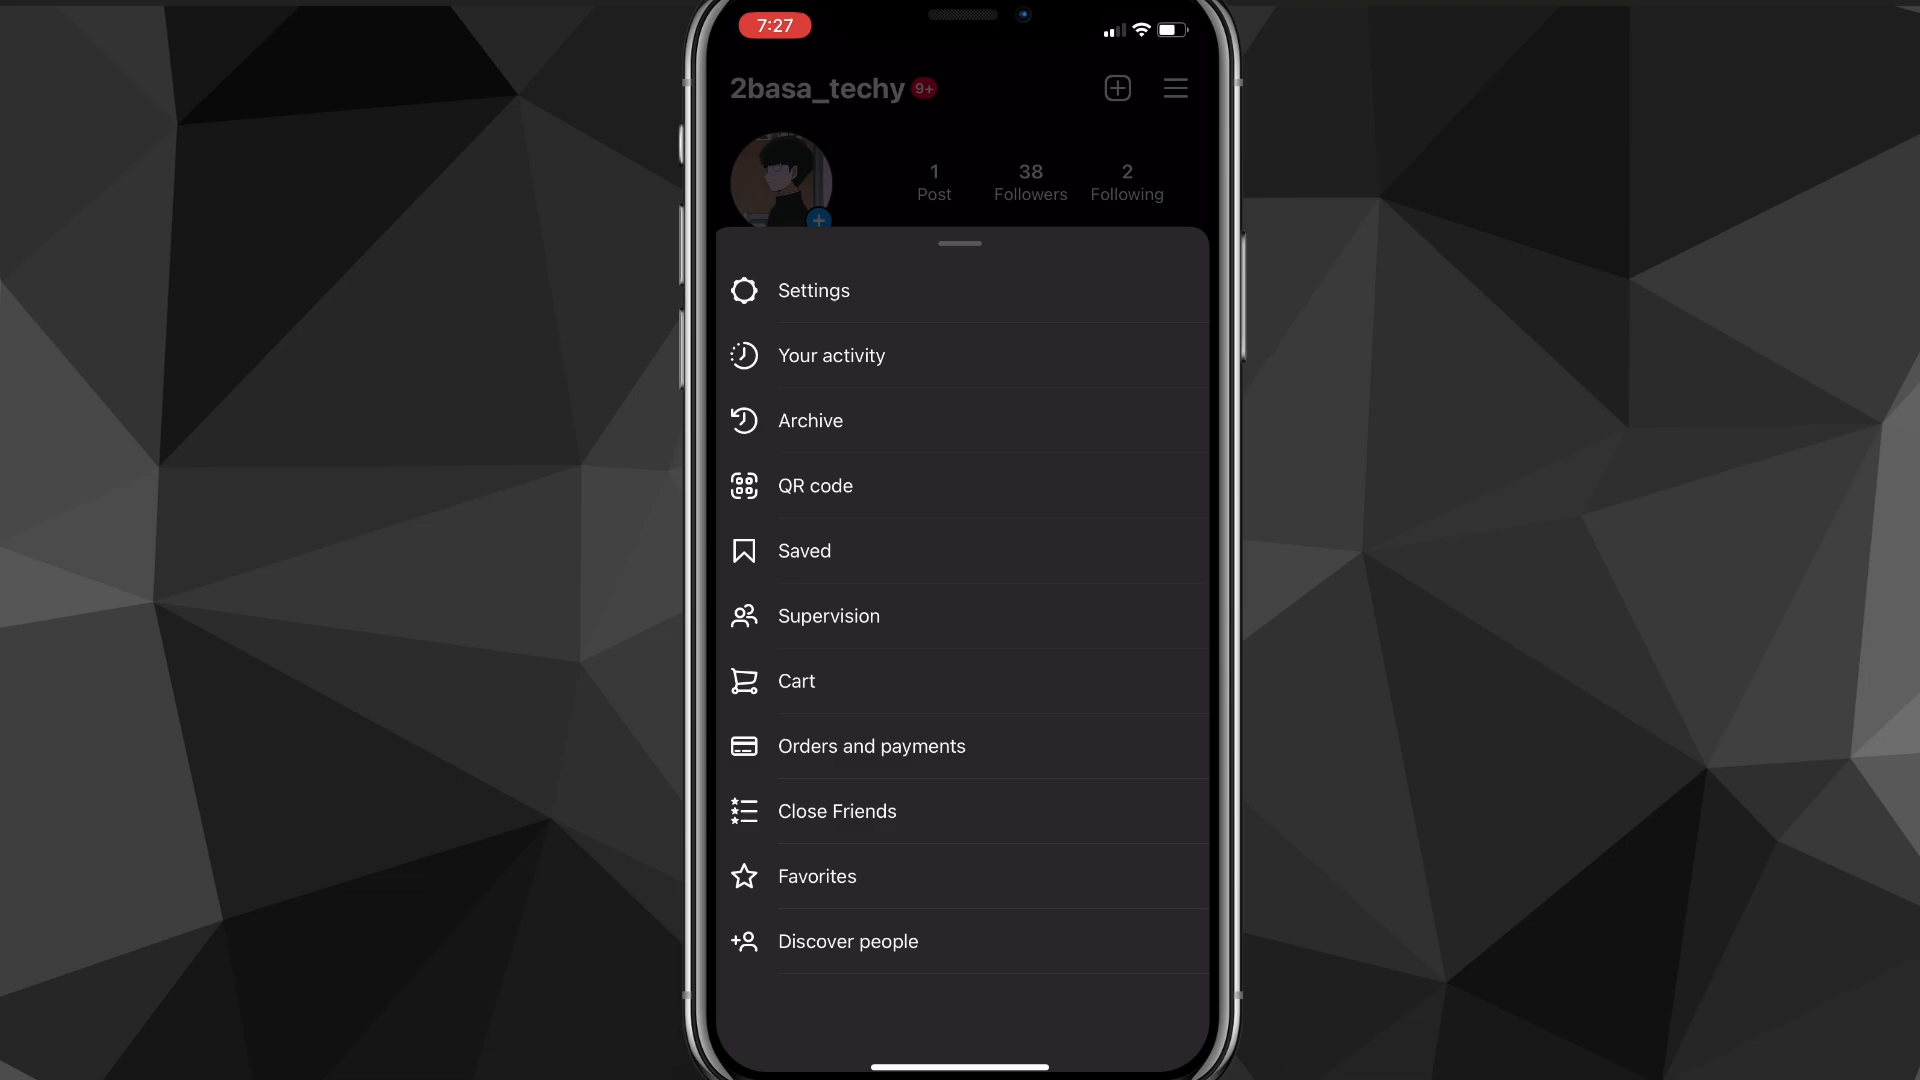 7:27
2basa_techy 9+
1 38 2
Post Followers Following
Settings
Your activity
Archive
QR code
Saved
Supervision
Cart
Orders and payments
Close Friends
Favorites
Discover people